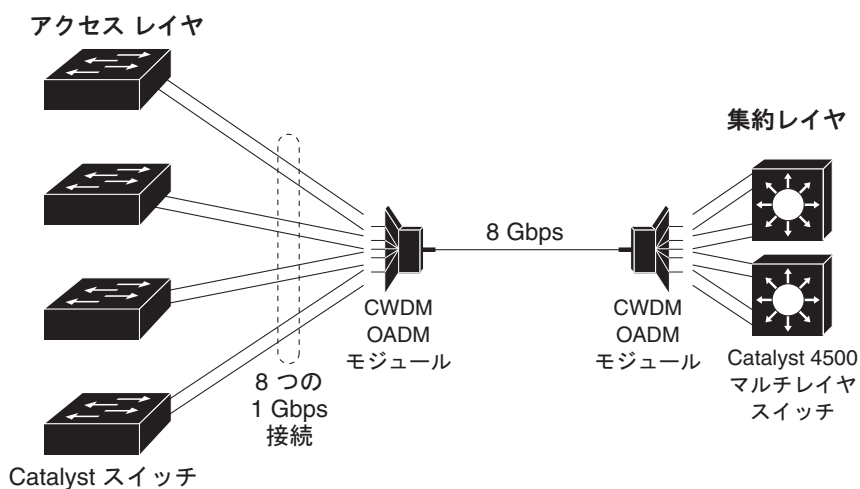 アクセス レイヤ
集約レイヤ
8 Gbps
CWDM
OADM
モジュール
CWDM
OADM
モジュール
8 つの
1 Gbps
接続
Catalyst 4500
マルチレイヤ
スイッチ
Catalyst スイッチ